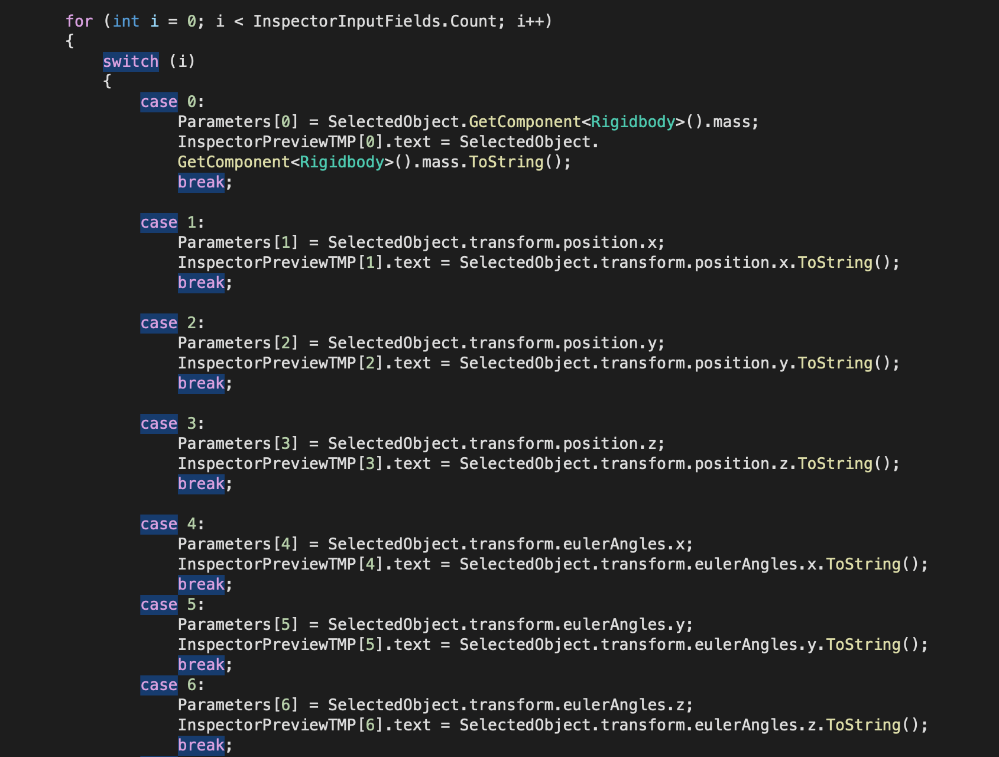 for (int i = 0; i < InspectorInputFields.Count; i++)
{
switch (i)
{
case 0:
Parameters[0] = SelectedObject.GetComponent<Rigidbody>().mass;
InspectorPreviewTMP[0].text = SelectedObject.
GetComponent<Rigidbody>().mass.ToString();
break;
case 1:
Parameters[1] = SelectedObject.transform.position.x;
InspectorPreviewTMP[1].text = SelectedObject.transform.position.x.ToString();
break;
case 2:
Parameters[2] = SelectedObject.transform.position.y;
InspectorPreviewTMP[2].text = SelectedObject.transform.position.y.ToString();
break;
case 3:
Parameters[3] = SelectedObject.transform.position.z;
InspectorPreviewTMP[3].text = SelectedObject.transform.position.z.ToString();
break;
case 4:
Parameters[4] = SelectedObject.transform.eulerAngles.x;
InspectorPreviewTMP[4].text = SelectedObject.transform.eulerAngles.x.ToString();
break;
case 5:
Parameters[5] = SelectedObject.transform.eulerAngles.y;
InspectorPreviewTMP[5].text = SelectedObject.transform.eulerAngles.y.ToString();
break;
case 6:
Parameters[6] = SelectedObject.transform.eulerAngles.z;
InspectorPreviewTMP[6].text = SelectedObject.transform.eulerAngles.z.ToString();
break;